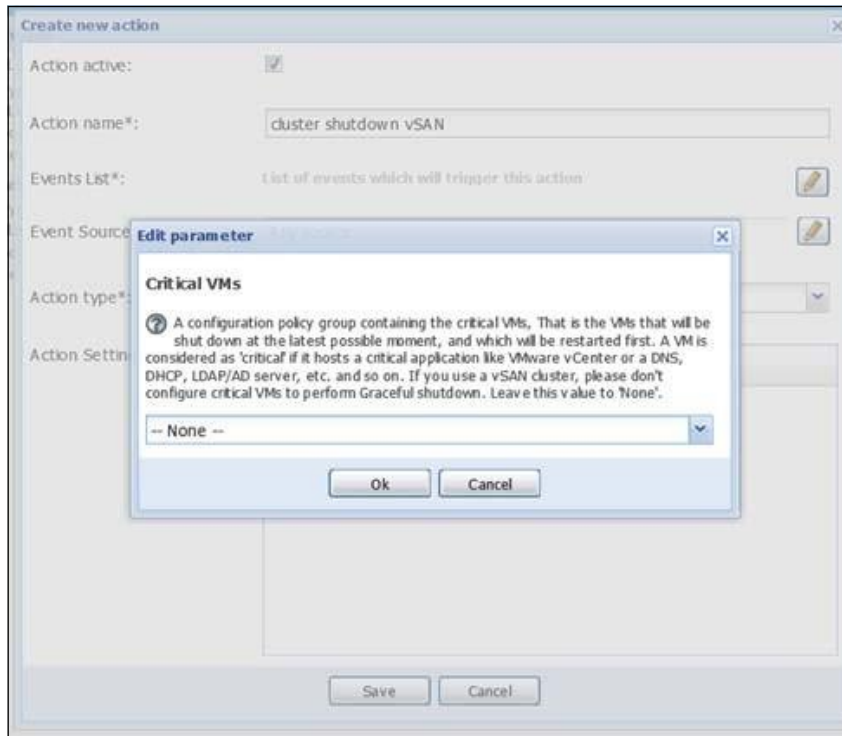 Create new action
Action active:
Action name*:
cluster shutdown vSAN
Events List*:
List of events which will trigger this action
Event Source
Edit parameter
Critical VMs
A configuration policy group containing the critical VMs, That is the VMs that will be
shut down at the latest possible moment, and which will be restarted first. A VM is
considered as 'critical' if it hosts a critical application like VMware vCenter or a DNS,
DHCP, LDAP/AD server, etc. and so on. If you use a vSAN cluster, please don't
configure critical VMs to perform Graceful shutdown. Leave this value to 'None'.
-- None --
Ok
Cancel
Action type*:
Action Settin
Save
Cancel